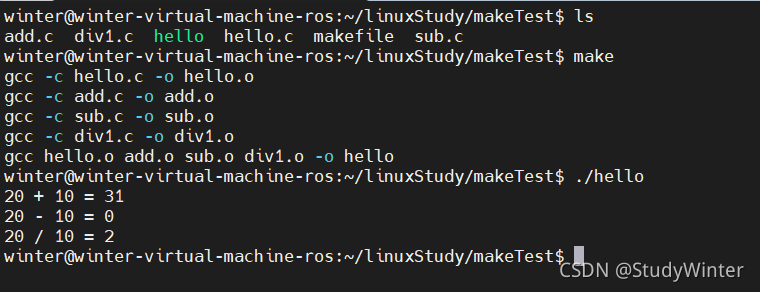 winter@winter-virtual-machine-ros:~/linuxStudy/makeTest$ ls
add.c  div1.c  hello  hello.c  makefile  sub.c
winter@winter-virtual-machine-ros:~/linuxStudy/makeTest$ make
gcc -c hello.c -o hello.o
gcc -c add.c -o add.o
gcc -c sub.c -o sub.o
gcc -c div1.c -o div1.o
gcc hello.o add.o sub.o div1.o -o hello
winter@winter-virtual-machine-ros:~/linuxStudy/makeTest$ ./hello
20 + 10 = 31
20 - 10 = 0
20 / 10 = 2
winter@winter-virtual-machine-ros:~/linuxStudy/makeTest$
CSDN @StudyWinter